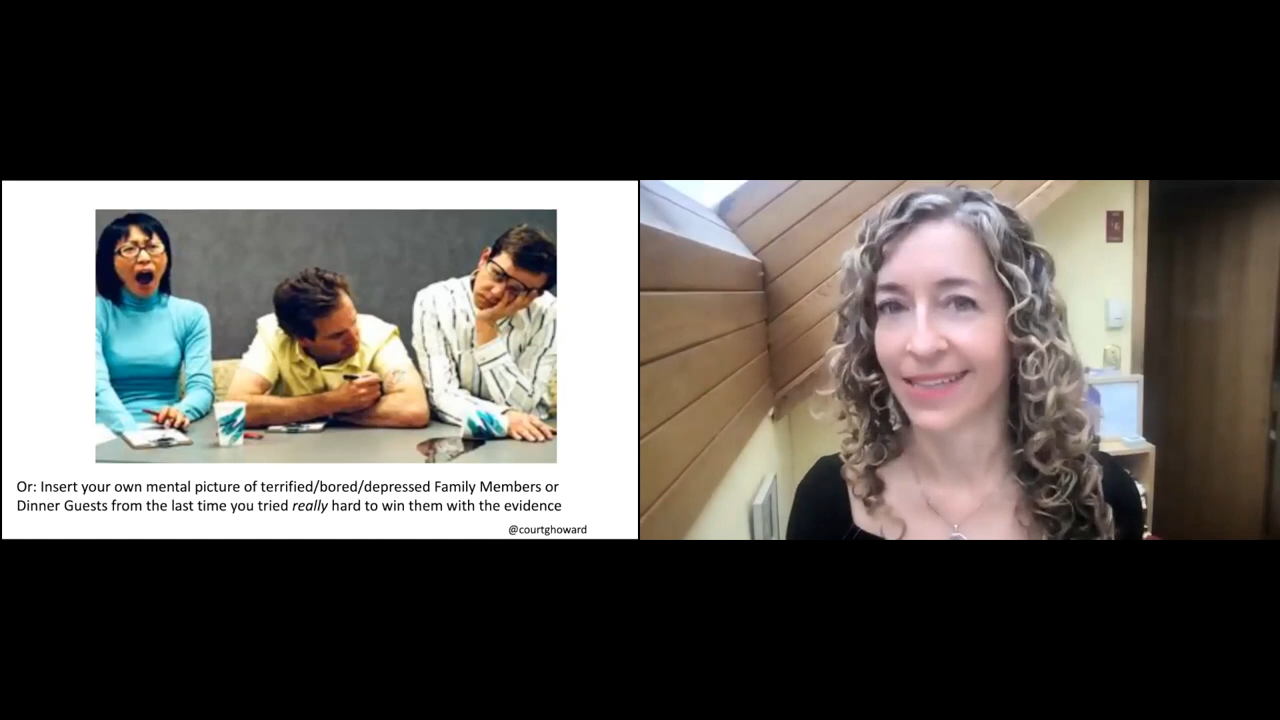 Or: Insert your own mental picture of terrified/bored/depressed Family Members or
Dinner Guests from the last time you tried really hard to win them with the evidence
@courtghoward